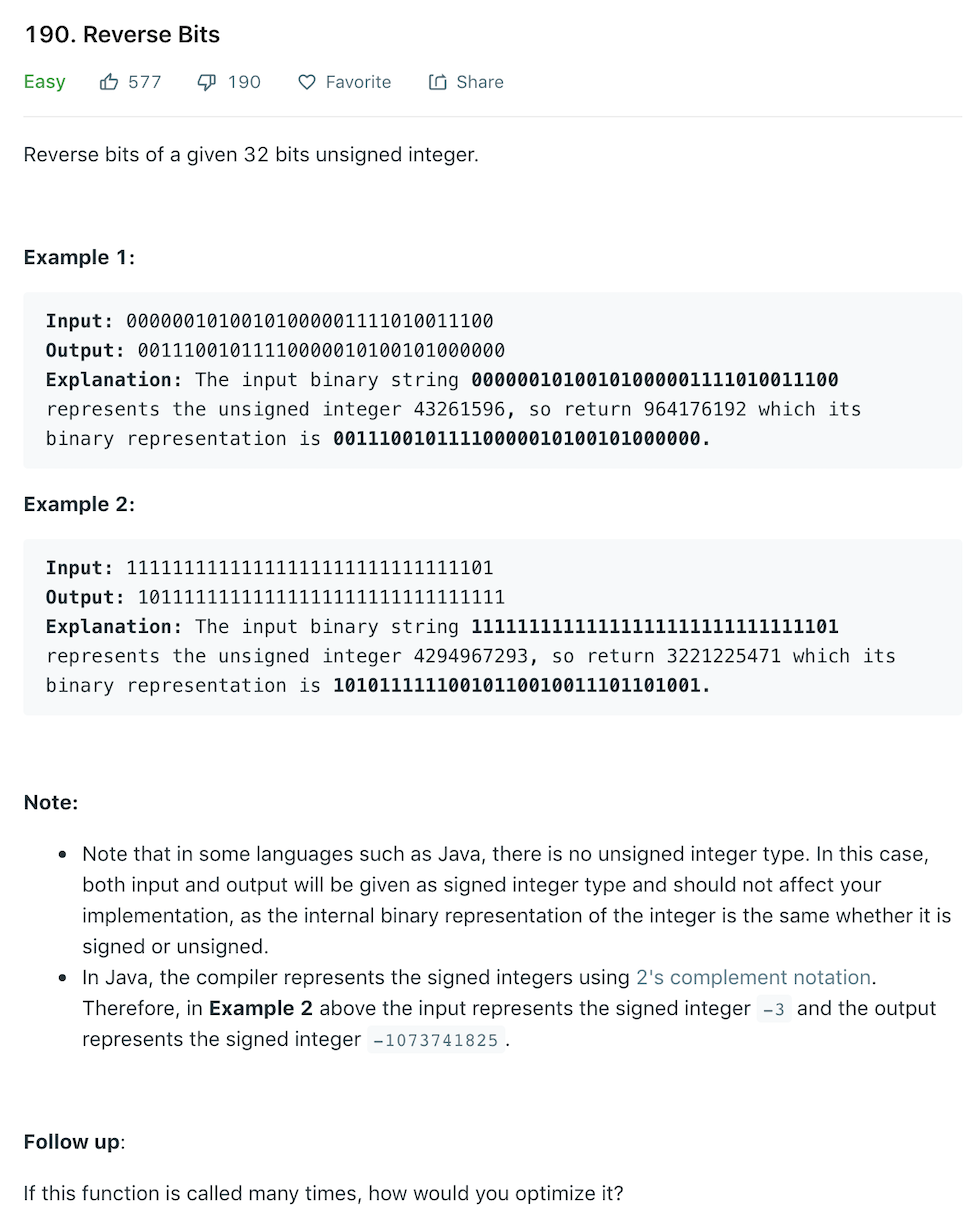 190. Reverse Bits
Easy 577 190 Favorite Share
Reverse bits of a given 32 bits unsigned integer.
Example 1:
Input: 00000010100101000001111010011100
Output: 00111001011110000010100101000000
Explanation: The input binary string 00000010100101000001111010011100
represents the unsigned integer 43261596, so return 964176192 which its
binary representation is 00111001011110000010100101000000.
Example 2:
Input: 11111111111111111111111111111101
Output: 10111111111111111111111111111111
Explanation: The input binary string 11111111111111111111111111111101
represents the unsigned integer 4294967293, so return 3221225471 which its
binary representation is 10101111110010110010011101101001.
Note:
• Note that in some languages such as Java, there is no unsigned integer type. In this case,
both input and output will be given as signed integer type and should not affect your
implementation, as the internal binary representation of the integer is the same whether it is
signed or unsigned.
• In Java, the compiler represents the signed integers using 2's complement notation.
Therefore, in Example 2 above the input represents the signed integer -3 and the output
represents the signed integer -1073741825.
Follow up:
If this function is called many times, how would you optimize it?